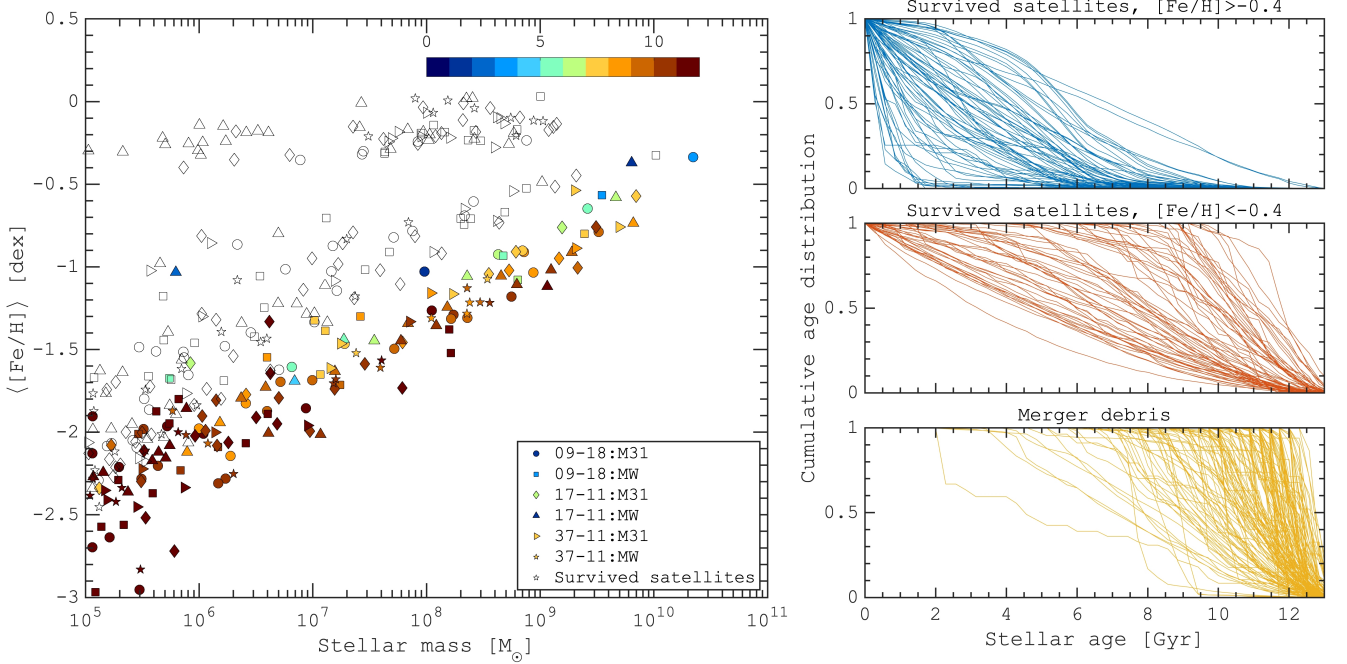 0.5
0
-0.5
-1
-1.5
-2
-2.5
-3
⟨[Fe/H]⟩ [dex]
0 5 10
09-18:M31
09-18:MW
17-11:M31
17-11:MW
37-11:M31
37-11:MW
Survived satellites
10^5 10^6 10^7 10^8 10^9 10^10 10^11
Stellar mass [M⊙]
Cumulative age distribution
Survived satellites, [Fe/H]>-0.4
1
0.5
0
Survived satellites, [Fe/H]<-0.4
1
0.5
0
Merger debris
1
0.5
0
0 2 4 6 8 10 12
Stellar age [Gyr]